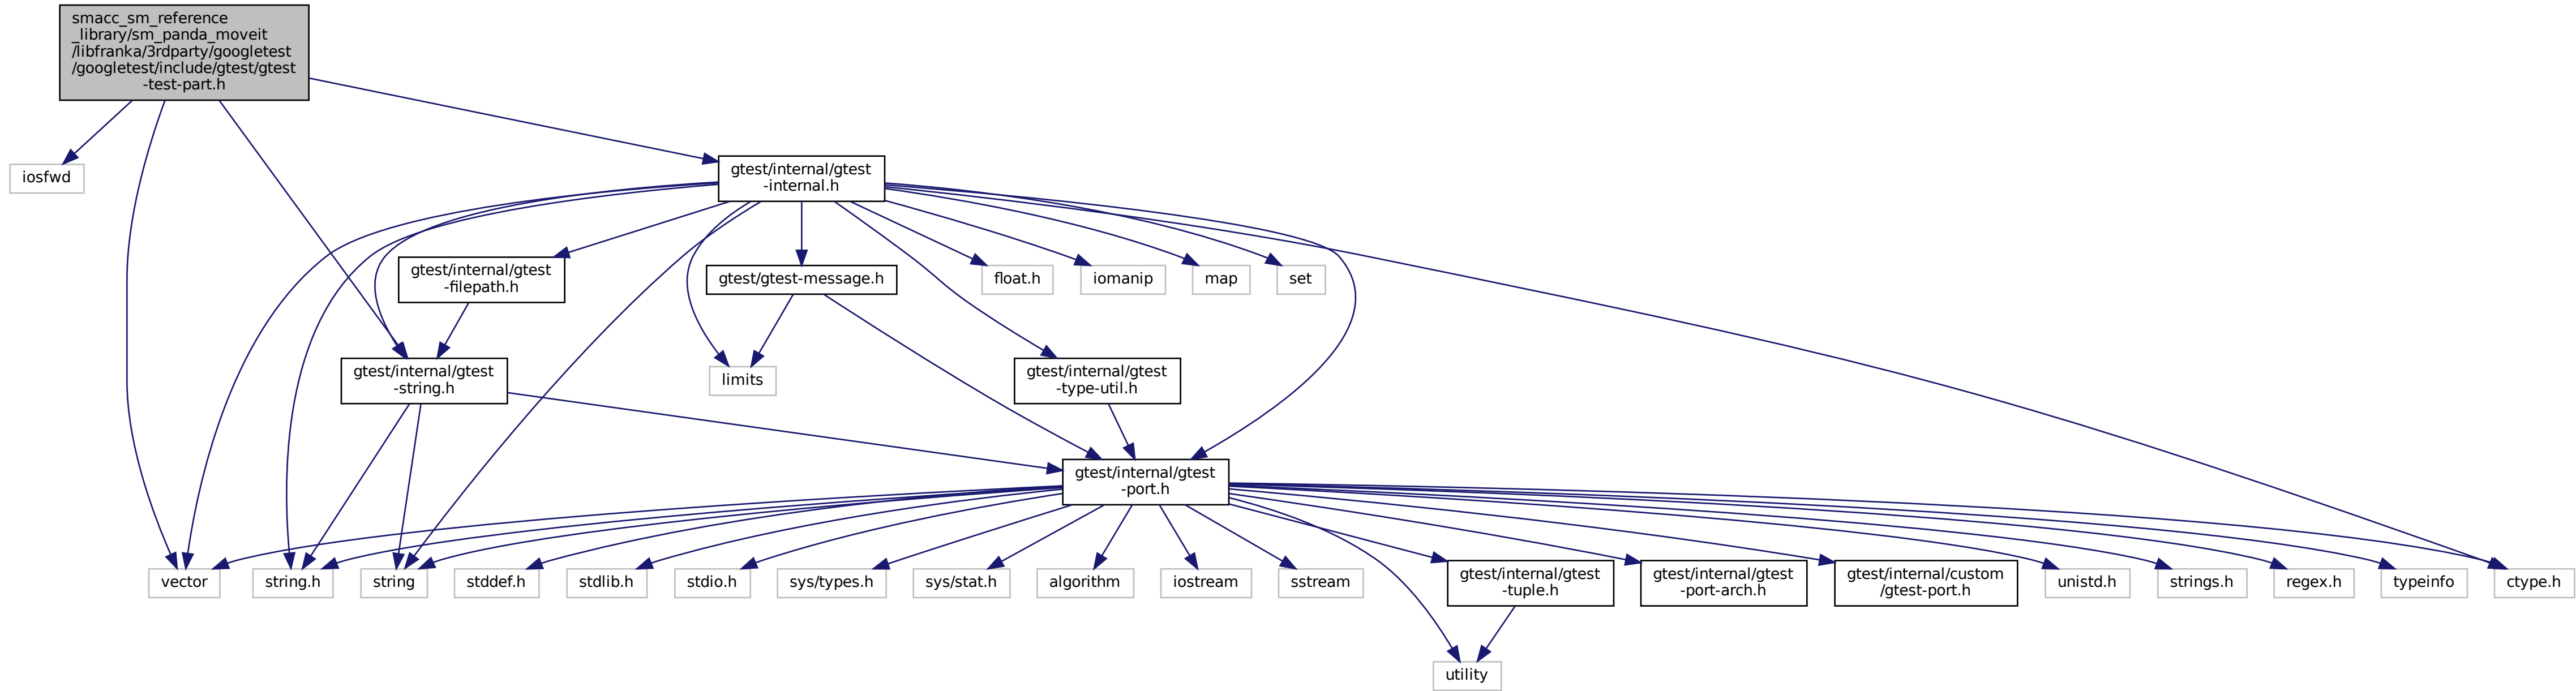 smacc_sm_reference
_library/sm_panda_moveit
/libfranka/3rdparty/googletest
/googletest/include/gtest/gtest
-test-part.h
iosfwd
gtest/internal/gtest
-internal.h
gtest/internal/gtest
-filepath.h
gtest/gtest-message.h
float.h
iomanip
map
set
gtest/internal/gtest
-string.h
limits
gtest/internal/gtest
-type-util.h
gtest/internal/gtest
-port.h
vector
string.h
string
stddef.h
stdlib.h
stdio.h
sys/types.h
sys/stat.h
algorithm
iostream
sstream
gtest/internal/gtest
-tuple.h
gtest/internal/gtest
-port-arch.h
gtest/internal/custom
/gtest-port.h
unistd.h
strings.h
regex.h
typeinfo
ctype.h
utility